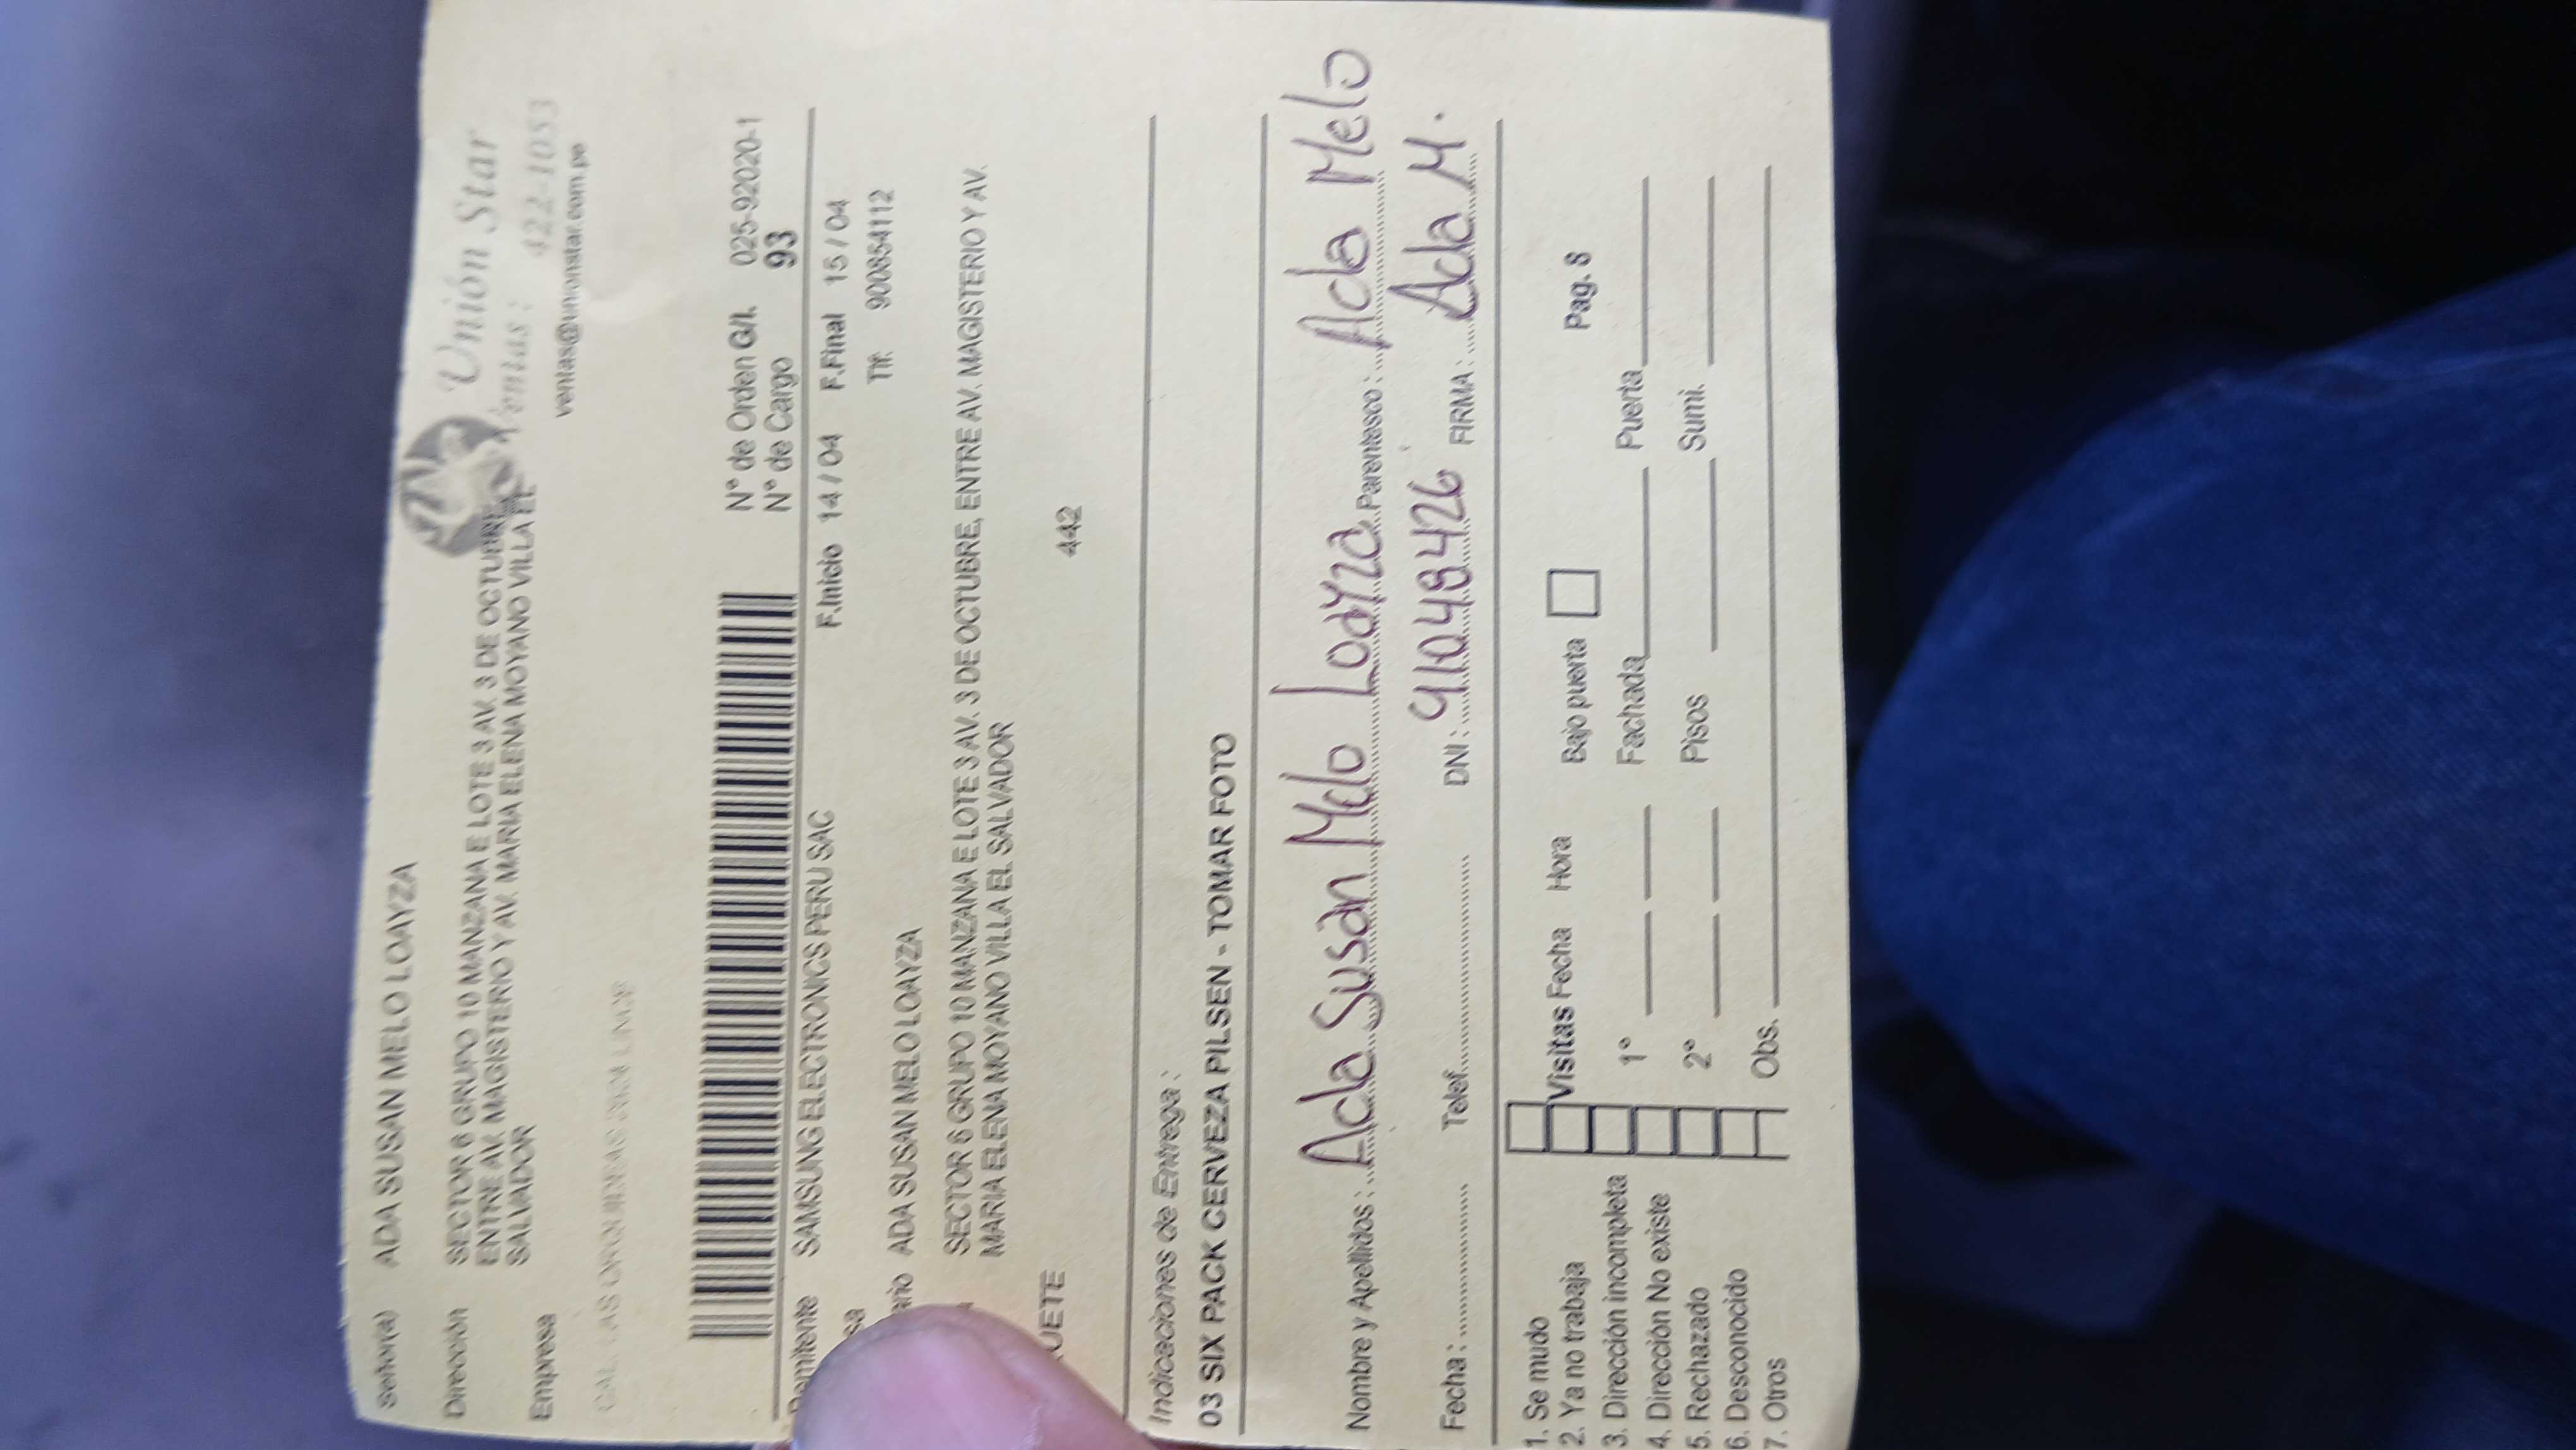 Unión Star
Ventas : 422-1053
ventas@unionstar.com.pe
Señor(a) ADA SUSAN MELO LOAYZA
Dirección SECTOR 6 GRUPO 10 MANZANA E LOTE 3 AV. 3 DE OCTUBRE,
ENTRE AV. MAGISTERIO Y AV. MARIA ELENA MOYANO VILLA EL
SALVADOR
Empresa
CAL. LAS ORQUIDEAS LINCE
N° de Orden G/I. 025-92020-1
N° de Cargo 93
Remitente SAMSUNG ELECTRONICS PERU SAC F.Inicio 14 / 04 F.Final 15 / 04
Tlf: 900854112
ADA SUSAN MELO LOAYZA
SECTOR 6 GRUPO 10 MANZANA E LOTE 3 AV. 3 DE OCTUBRE, ENTRE AV. MAGISTERIO Y AV.
MARIA ELENA MOYANO VILLA EL SALVADOR
442
Indicaciones de Entrega :
03 SIX PACK CERVEZA PILSEN - TOMAR FOTO
Nombre y Apellidos : Ada Susan Melo Loayza Parentesco : Ada Melo
Fecha : Telef. DNI : 41048426 FIRMA : Ada M.
1. Se mudo Visitas Fecha Hora Bajo puerta Pag. 8
2. Ya no trabaja
3. Dirección incompleta 1° Fachada Puerta
4. Dirección No existe
5. Rechazado 2° Pisos Sumi.
6. Desconocido
7. Otros Obs.